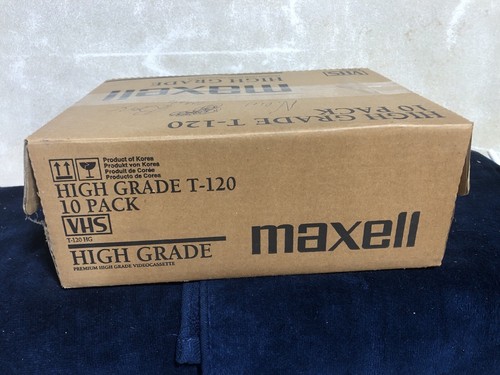 VHS
HIGH GRADE
maxell
HIGH GRADE T-120
10 PACK
Product of Korea
Produkt von Korea
Produit de Corée
Producto de Corea
HIGH GRADE T-120
10 PACK
VHS
T-120 HG
HIGH GRADE
PREMIUM HIGH GRADE VIDEOCASSETTE
maxell